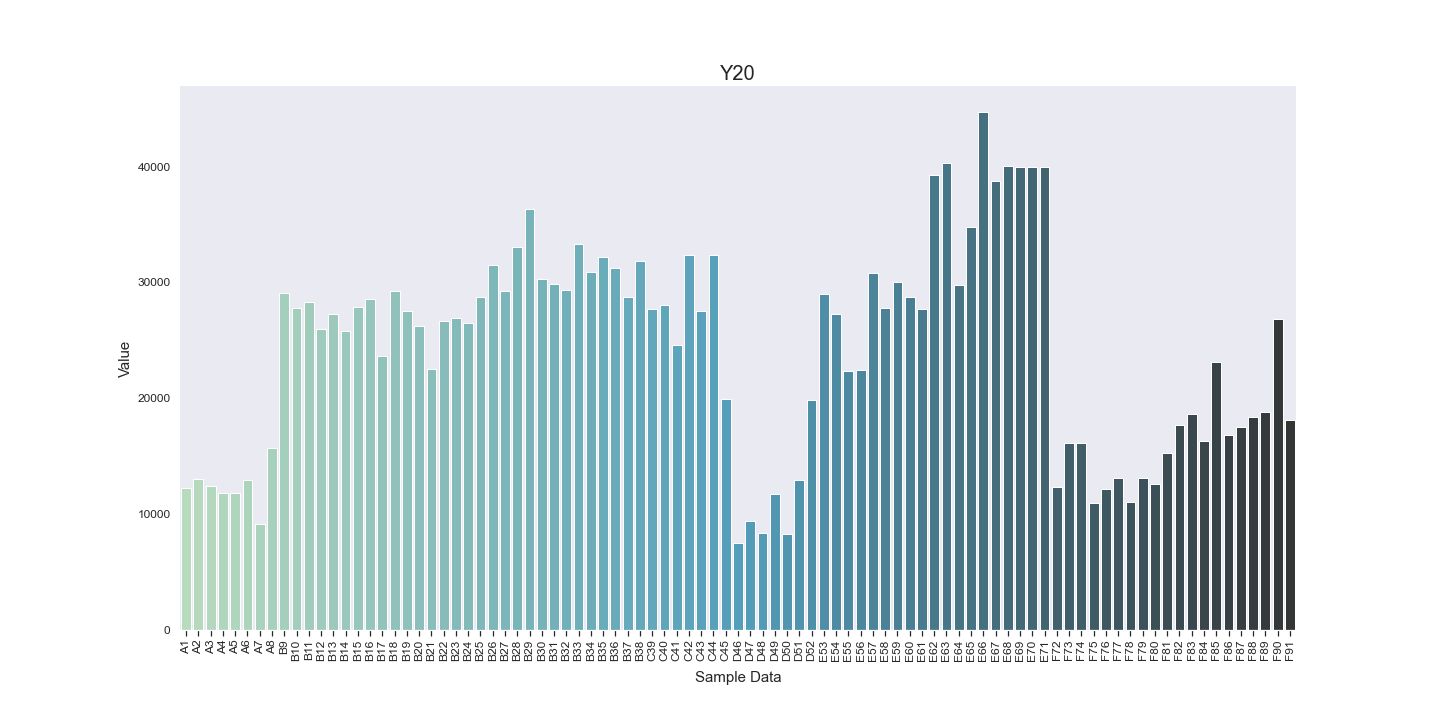 Y20
40000
30000
20000
10000
0
Value
A1 A2 A3 A4 A5 A6 A7 A8 B9 B10 B11 B12 B13 B14 B15 B16 B17 B18 B19 B20 B21 B22 B23 B24 B25 B26 B27 B28 B29 B30 B31 B32 B33 B34 B35 B36 B37 B38 C39 C40 C41 C42 C43 C44 C45 D46 D47 D48 D49 D50 D51 D52 E53 E54 E55 E56 E57 E58 E59 E60 E61 E62 E63 E64 E65 E66 E67 E68 E69 E70 E71 F72 F73 F74 F75 F76 F77 F78 F79 F80 F81 F82 F83 F84 F85 F86 F87 F88 F89 F90 F91
Sample Data